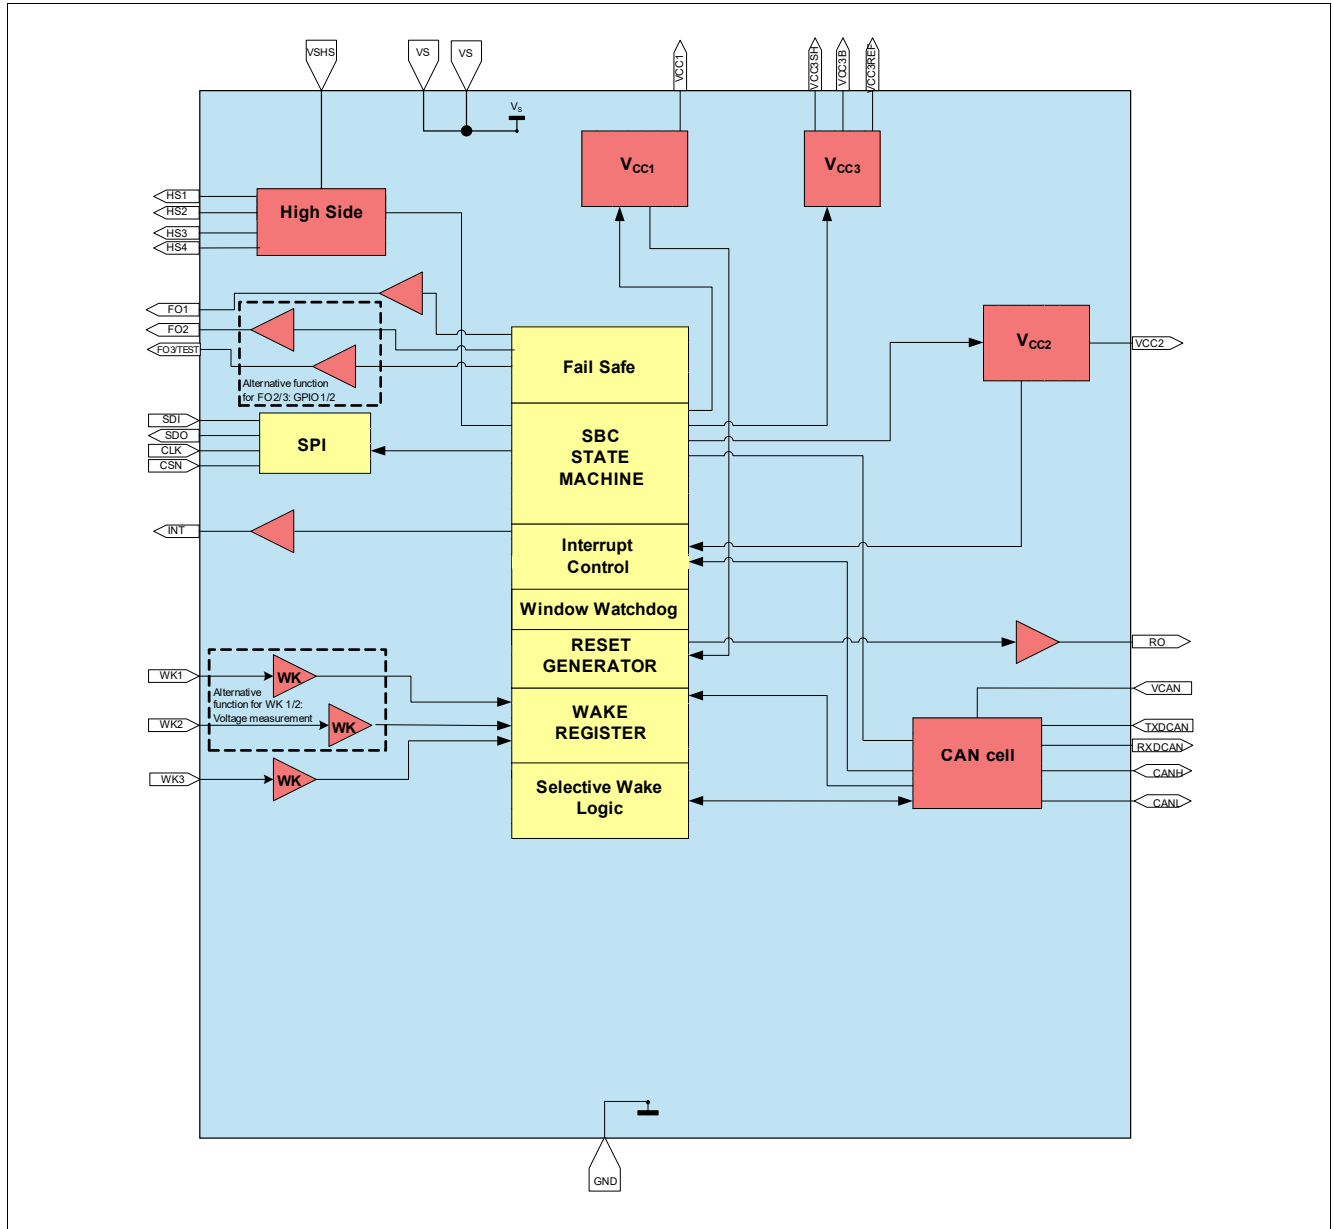 VSHS
VS
VS
VCC1
VCC3SH
VCC3B
VCC3REF
Vs
VCC1
VCC3
HS1
HS2
HS3
HS4
High Side
FO1
FO2
FO3/TEST
Alternative function
for FO2/3: GPIO1/2
Fail Safe
VCC2
VCC2
SDI
SDO
CLK
CSN
SPI
SBC
STATE
MACHINE
INT
Interrupt
Control
Window Watchdog
RESET
GENERATOR
RO
WK1
WK
Alternative
function for WK 1/2:
Voltage measurement
WK2
WK
WAKE
REGISTER
WK3
WK
Selective Wake
Logic
CAN cell
VCAN
TXDCAN
RXDCAN
CANH
CANL
GND